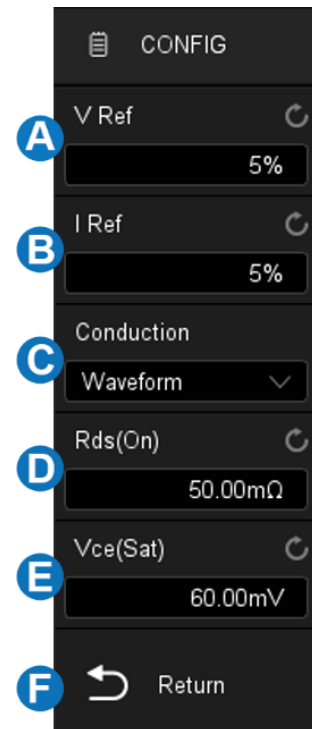 CONFIG
A
V Ref
5%
B
I Ref
5%
C
Conduction
Waveform
D
Rds(On)
50.00mΩ
E
Vce(Sat)
60.00mV
F
Return